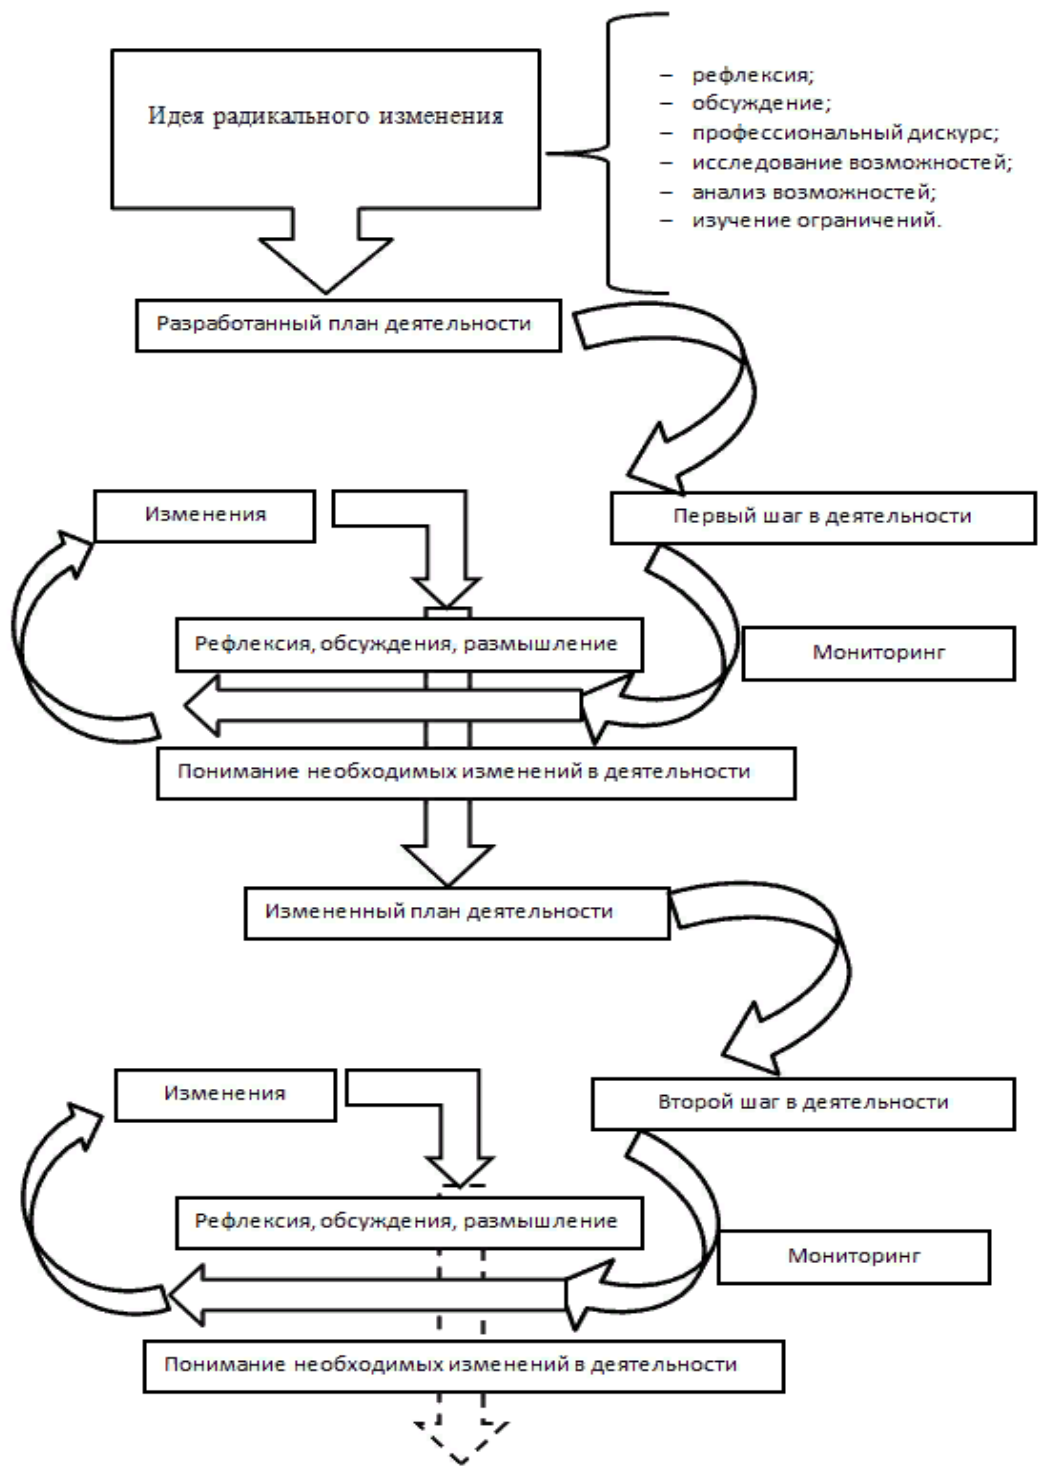 Идея радикального изменения
– рефлексия;
– обсуждение;
– профессиональный дискурс;
– исследование возможностей;
– анализ возможностей;
– изучение ограничений.
Разработанный план деятельности
Изменения
Первый шаг в деятельности
Рефлексия, обсуждения, размышление
Мониторинг
Понимание необходимых изменений в деятельности
Измененный план деятельности
Изменения
Второй шаг в деятельности
Рефлексия, обсуждения, размышление
Мониторинг
Понимание необходимых изменений в деятельности